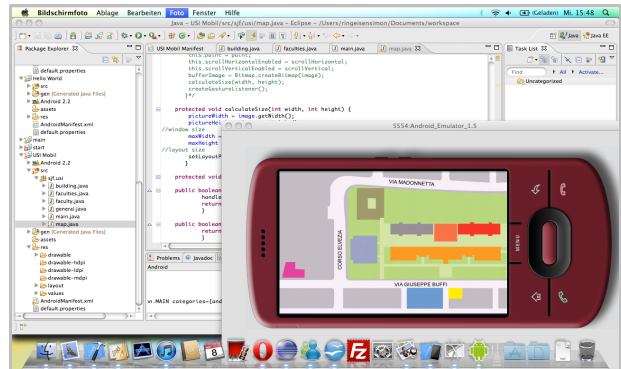 Bildschirmfoto Ablage Bearbeiten Foto Fenster Hilfe (Geladen) Mi. 15:48
Java – USI Mobil/src/sjf/usi/map.java – Eclipse – /Users/ringeisensimon/Documents/workspace
Java Java EE
Package Explorer
default.properties
Hello World
src
gen [Generated Java Files]
Android 2.2
assets
res
AndroidManifest.xml
default.properties
main
start
USI Mobil
Android 2.2
src
sjf.usi
building.java
faculties.java
faculty.java
general.java
main.java
map.java
gen [Generated Java Files]
assets
res
drawable
drawable-hdpi
drawable-ldpi
drawable-mdpi
layout
values
AndroidManifest.xml
default.properties
USI Mobil Manifest building.java faculties.java main.java map.java
this.paint = paint;
this.scrollHorizontalEnabled = scrollHorizontal;
this.scrollVerticalEnabled = scrollVertical;
bufferImage = Bitmap.createBitmap(image);
calculateSize(width, height);
createGestureListener();
}*/
protected void calculateSize(int width, int height) {
pictureWidth = image.getWidth();
//window size
maxWidth =
maxHeight
//layout size
setLayoutP
}
public boolean
handle
return
}
public boolean
return
}
Problems Javadoc
Android
on.MAIN categories=[and
Task List
Find All Activate...
Uncategorized
5554:Android_Emulator_1.5
VIA MADONNETTA
CORSO ELVEZIA
VIA GIUSEPPE BUFFI
MENU
8